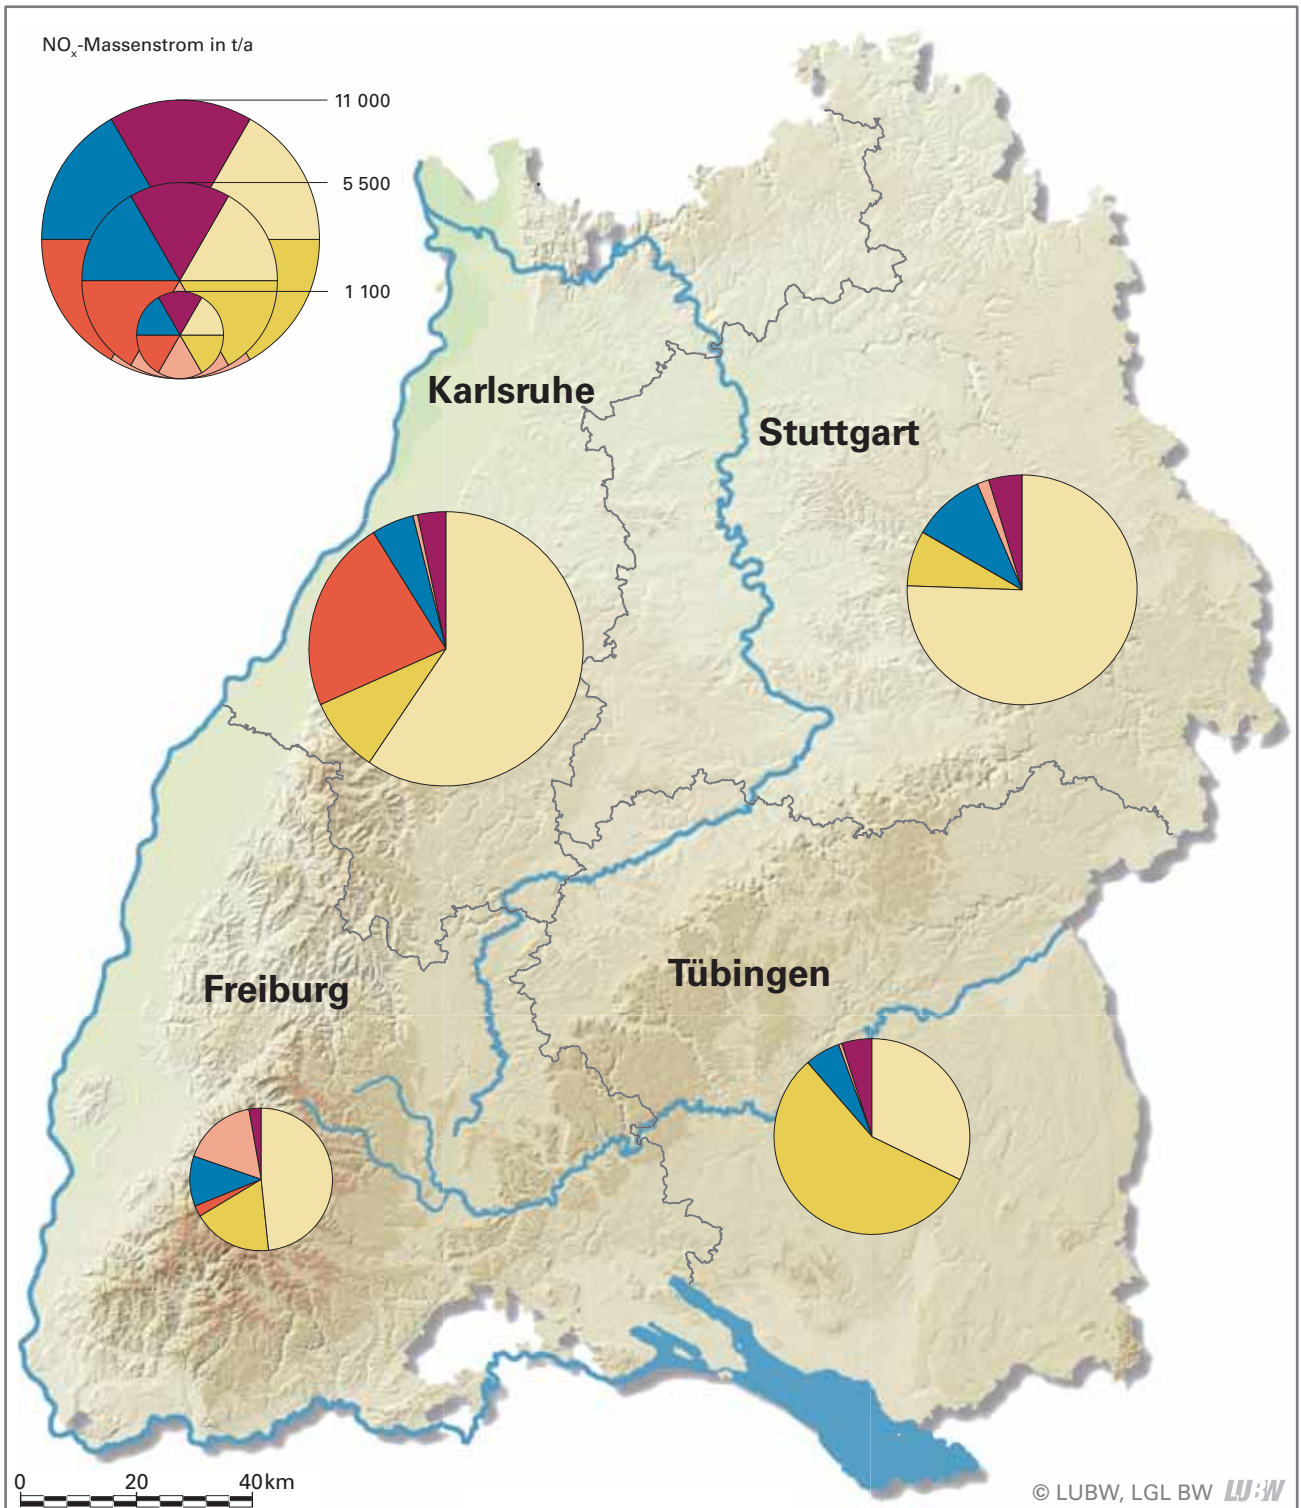 NOx-Massenstrom in t/a
11 000
5 500
1 100
Karlsruhe
Stuttgart
Freiburg
Tübingen
0 20 40km
© LUBW, LGL BW LUBW